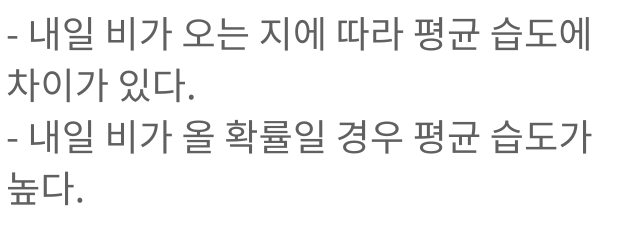 - 내일 비가 오는 지에 따라 평균 습도에
차이가 있다.
- 내일 비가 올 확률일 경우 평균 습도가
높다.